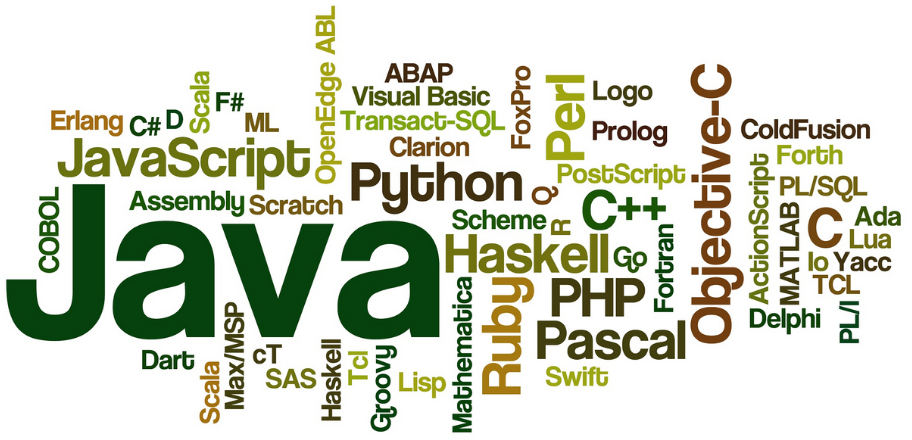 OpenEdge ABL
ABAP
FoxPro
Perl
Logo
Objective-C
Visual Basic
Scala
F#
Erlang
C#
D
ML
Transact-SQL
Prolog
ColdFusion
JavaScript
Clarion
Forth
Python
PostScript
ActionScript
PL/SQL
COBOL
Assembly
Scratch
Q
C++
MATLAB
C
Ada
Java
Scheme
R
Haskell
Go
Fortran
Lua
Io
Yacc
TCL
Mathematica
Ruby
PHP
Delphi
PL/I
Pascal
Dart
Scala
Max/MSP
cT
SAS
Haskell
Tcl
Groovy
Lisp
Swift